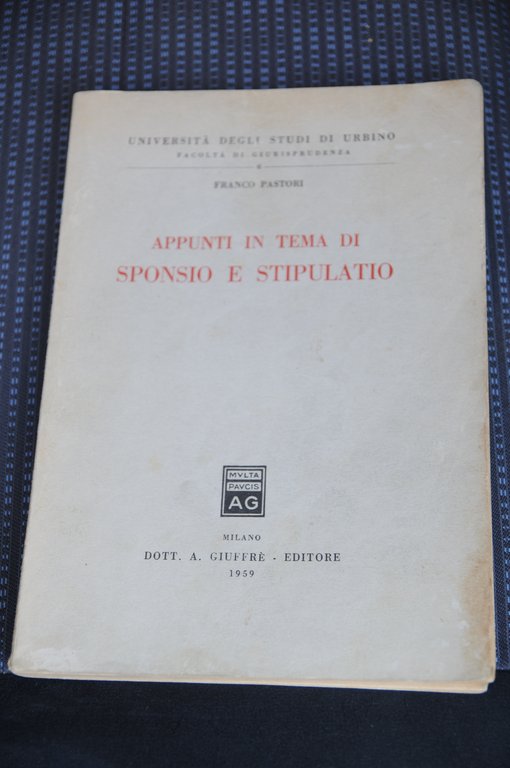 UNIVERSITÀ DEGLI STUDI DI URBINO
FACOLTÀ DI GIURISPRUDENZA
FRANCO PASTORI
APPUNTI IN TEMA DI
SPONSIO E STIPULATIO
MVLTA
PAVCIS
AG
MILANO
DOTT. A. GIUFFRÈ - EDITORE
1959